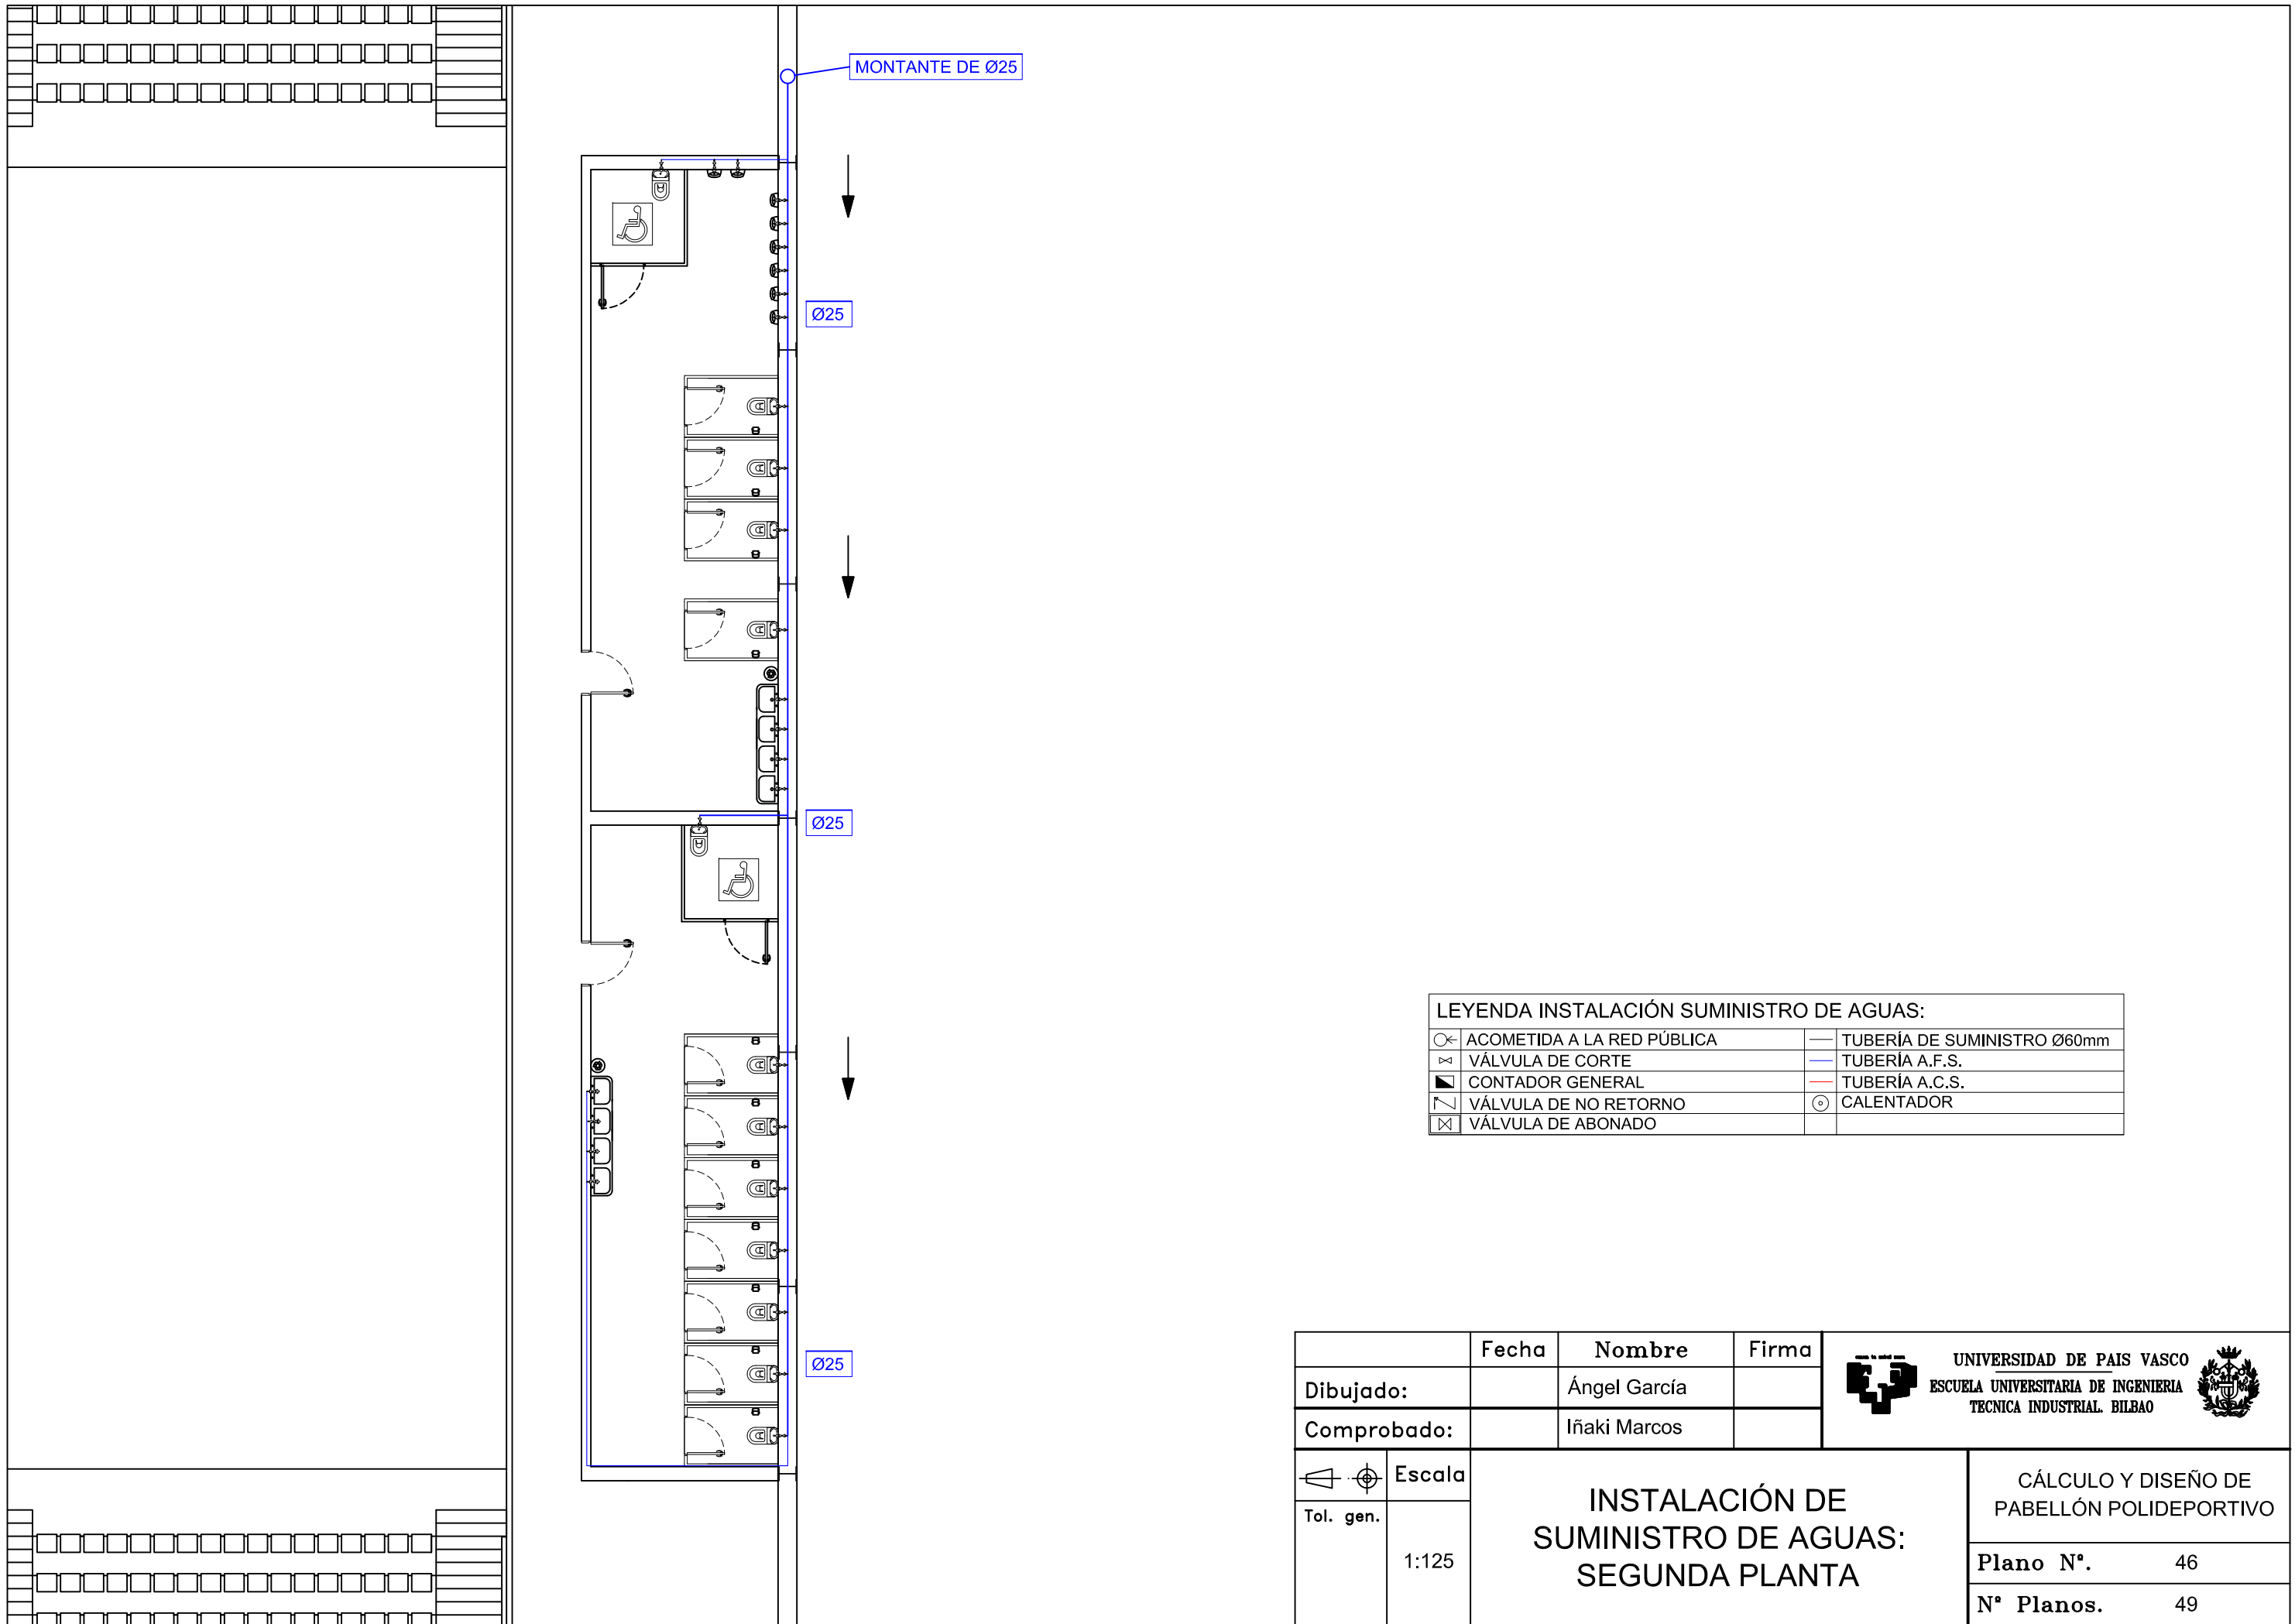 MONTANTE DE Ø25
Ø25
Ø25
Ø25
LEYENDA INSTALACIÓN SUMINISTRO DE AGUAS:
ACOMETIDA A LA RED PÚBLICA
TUBERÍA DE SUMINISTRO Ø60mm
VÁLVULA DE CORTE
TUBERÍA A.F.S.
CONTADOR GENERAL
TUBERÍA A.C.S.
VÁLVULA DE NO RETORNO
CALENTADOR
VÁLVULA DE ABONADO
Fecha
Nombre
Firma
Dibujado:
Ángel García
Comprobado:
Iñaki Marcos
UNIVERSIDAD DE PAIS VASCO
ESCUELA UNIVERSITARIA DE INGENIERIA
TECNICA INDUSTRIAL. BILBAO
Escala
Tol. gen.
1:125
INSTALACIÓN DE
SUMINISTRO DE AGUAS:
SEGUNDA PLANTA
CÁLCULO Y DISEÑO DE
PABELLÓN POLIDEPORTIVO
Plano Nº. 46
Nº Planos. 49